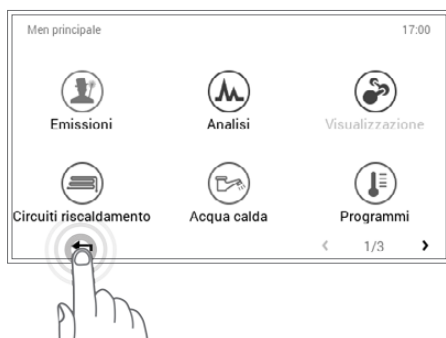 Men principale 17:00
Emissioni Analisi Visualizzazione
Circuiti riscaldamento Acqua calda Programmi
1/3